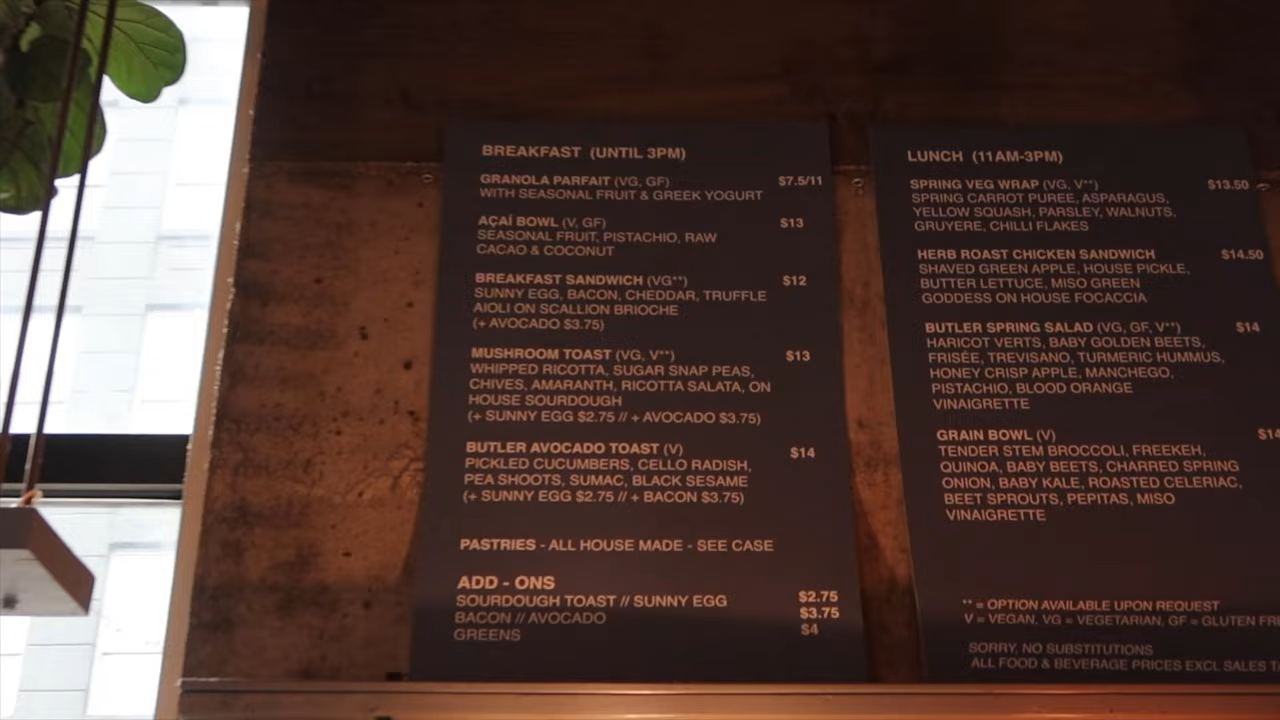 BREAKFAST (UNTIL 3PM)
GRANOLA PARFAIT (VG, GF) $7.5/11
WITH SEASONAL FRUIT & GREEK YOGURT
AÇAÍ BOWL (V, GF) $13
SEASONAL FRUIT, PISTACHIO, RAW
CACAO & COCONUT
BREAKFAST SANDWICH (VG**) $12
SUNNY EGG, BACON, CHEDDAR, TRUFFLE
AIOLI ON SCALLION BRIOCHE
(+ AVOCADO $3.75)
MUSHROOM TOAST (VG, V**) $13
WHIPPED RICOTTA, SUGAR SNAP PEAS,
CHIVES, AMARANTH, RICOTTA SALATA, ON
HOUSE SOURDOUGH
(+ SUNNY EGG $2.75 // + AVOCADO $3.75)
BUTLER AVOCADO TOAST (V) $14
PICKLED CUCUMBERS, CELLO RADISH,
PEA SHOOTS, SUMAC, BLACK SESAME
(+ SUNNY EGG $2.75 // + BACON $3.75)
PASTRIES - ALL HOUSE MADE - SEE CASE
ADD - ONS
SOURDOUGH TOAST // SUNNY EGG $2.75
BACON // AVOCADO $3.75
GREENS $4
LUNCH (11AM-3PM)
SPRING VEG WRAP (VG, V**) $13.50
SPRING CARROT PUREE, ASPARAGUS,
YELLOW SQUASH, PARSLEY, WALNUTS,
GRUYERE, CHILLI FLAKES
HERB ROAST CHICKEN SANDWICH $14.50
SHAVED GREEN APPLE, HOUSE PICKLE,
BUTTER LETTUCE, MISO GREEN
GODDESS ON HOUSE FOCACCIA
BUTLER SPRING SALAD (VG, GF, V**) $14
HARICOT VERTS, BABY GOLDEN BEETS,
FRISÉE, TREVISANO, TURMERIC HUMMUS,
HONEY CRISP APPLE, MANCHEGO,
PISTACHIO, BLOOD ORANGE
VINAIGRETTE
GRAIN BOWL (V)
TENDER STEM BROCCOLI, FREEKEH,
QUINOA, BABY BEETS, CHARRED SPRING
ONION, BABY KALE, ROASTED CELERIAC,
BEET SPROUTS, PEPITAS, MISO
VINAIGRETTE
** = OPTION AVAILABLE UPON REQUEST
V = VEGAN, VG = VEGETARIAN, GF = GLUTEN
SORRY, NO SUBSTITUTIONS
ALL FOOD & BEVERAGE PRICES EXCL SALES